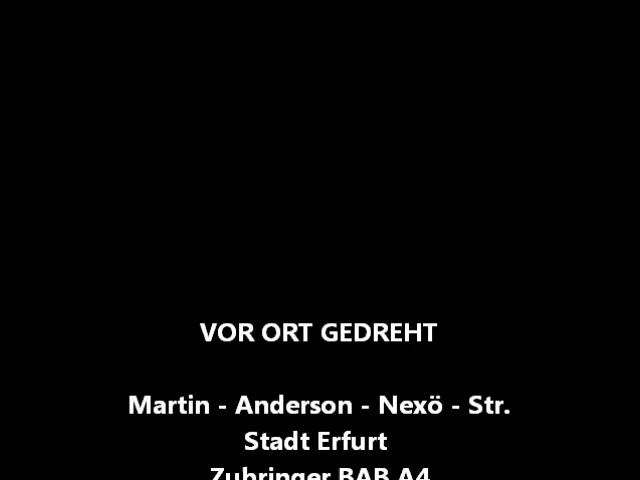 VOR ORT GEDREHT
Martin - Anderson - Nexö - Str.
Stadt Erfurt
Zubringer BAB A4